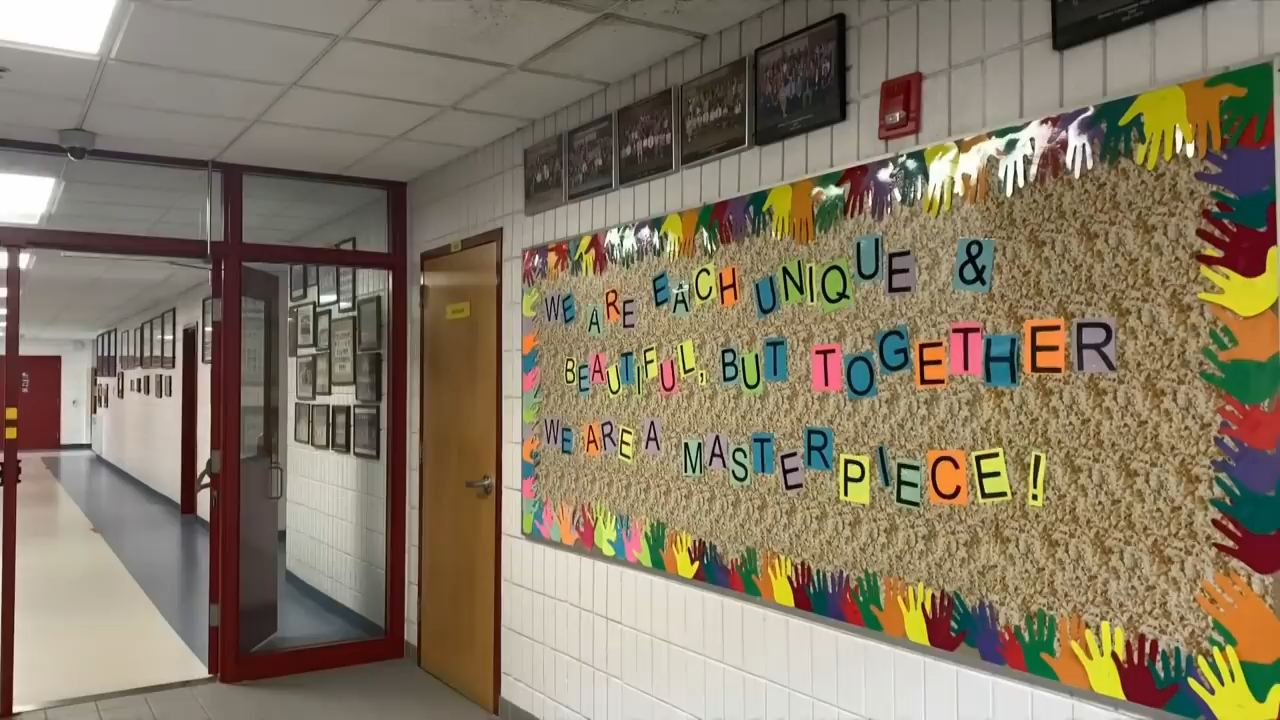 WE ARE EACH UNIQUE &
BEAUTIFUL, BUT TOGETHER
WE ARE A MASTERPIECE!